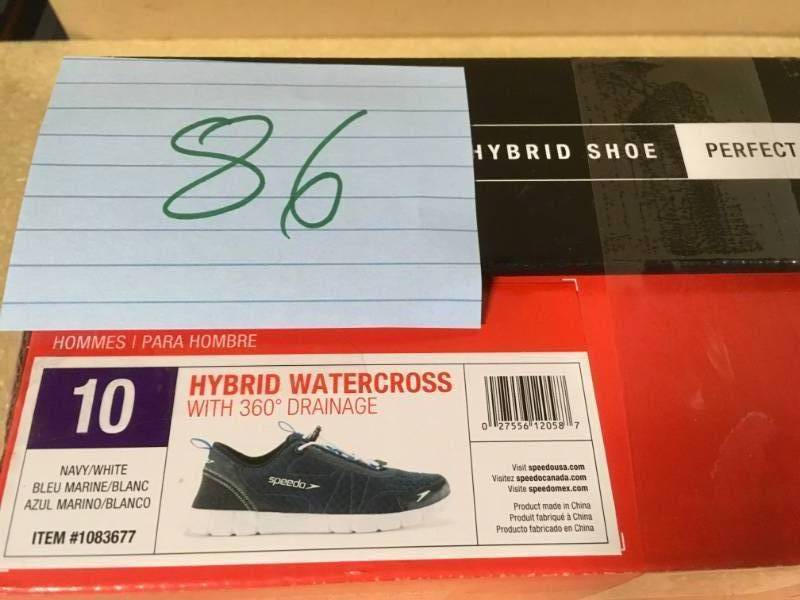 86
HYBRID SHOE
PERFECT
HOMMES | PARA HOMBRE
10
HYBRID WATERCROSS
WITH 360° DRAINAGE
speedo
NAVY/WHITE
BLEU MARINE/BLANC
AZUL MARINO/BLANCO
ITEM #1083677
0 27556 12058 7
Visit speedousa.com
Visitez speedocanada.com
Visite speedomex.com
Product made in China
Produit fabriqué à China
Producto fabricado en China